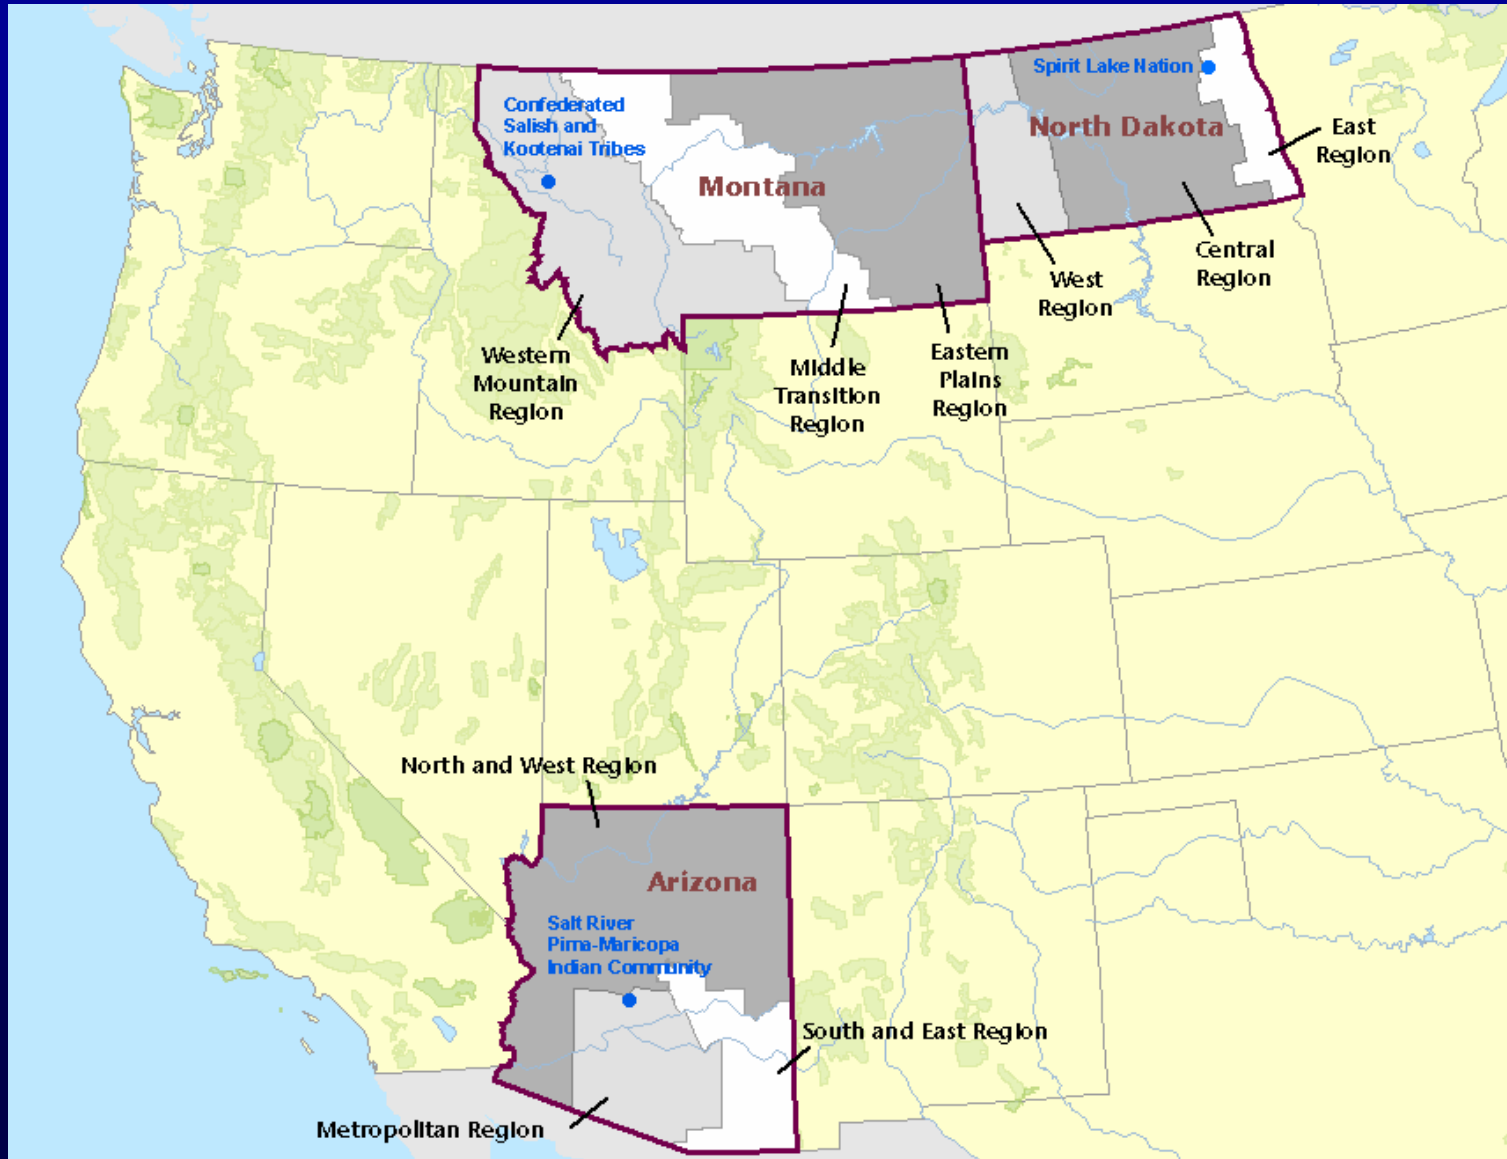 Spirit Lake Nation
North Dakota
East
Region
Confederated
Salish and
Kootenai Tribes
Montana
Central
Region
West
Region
Western
Mountain
Region
Middle
Transition
Region
Eastern
Plains
Region
North and West Region
Arizona
Salt River
Pima-Maricopa
Indian Community
South and East Region
Metropolitan Region